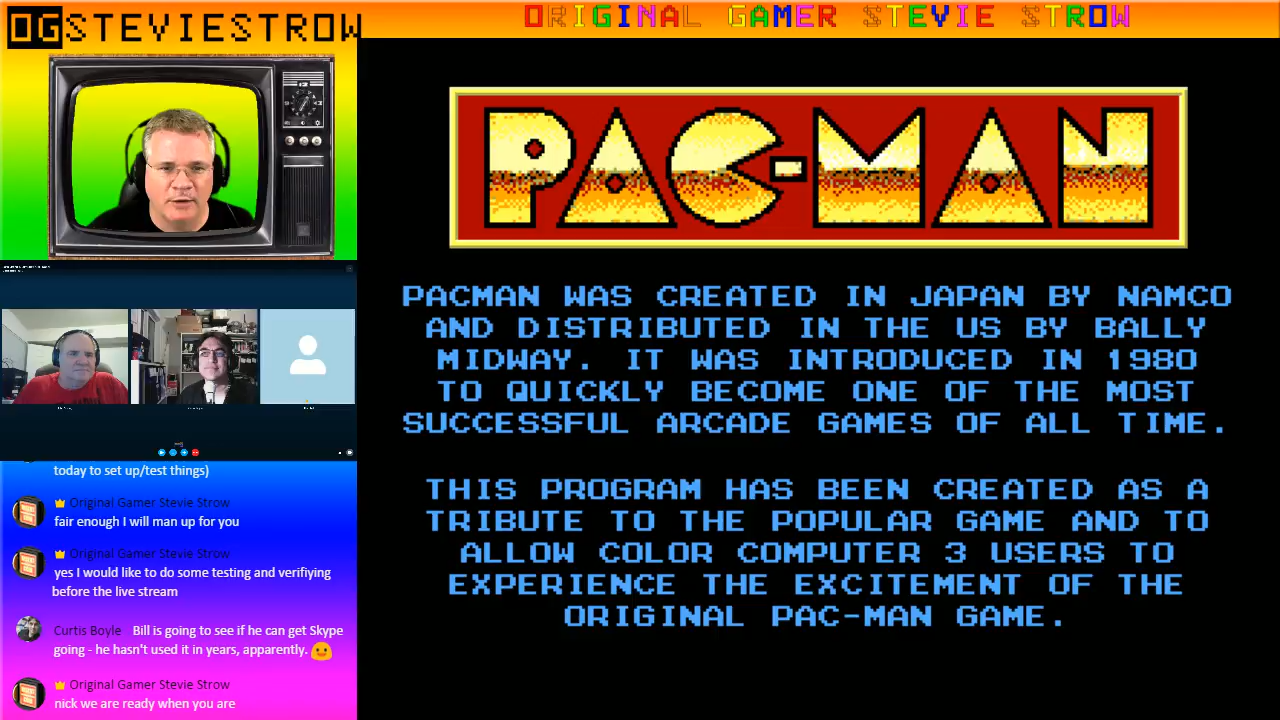 OGSTEVIESTROW
ORIGINAL GAMER STEVIE STROW
PAC-MAN
PACMAN WAS CREATED IN JAPAN BY NAMCO
AND DISTRIBUTED IN THE US BY BALLY
MIDWAY. IT WAS INTRODUCED IN 1980
TO QUICKLY BECOME ONE OF THE MOST
SUCCESSFUL ARCADE GAMES OF ALL TIME.
THIS PROGRAM HAS BEEN CREATED AS A
TRIBUTE TO THE POPULAR GAME AND TO
ALLOW COLOR COMPUTER 3 USERS TO
EXPERIENCE THE EXCITEMENT OF THE
ORIGINAL PAC-MAN GAME.
today to set up/test things)
Original Gamer Stevie Strow
fair enough I will man up for you
Original Gamer Stevie Strow
yes I would like to do some testing and verifiying
before the live stream
Curtis Boyle Bill is going to see if he can get Skype
going - he hasn't used it in years, apparently.
Original Gamer Stevie Strow
nick we are ready when you are